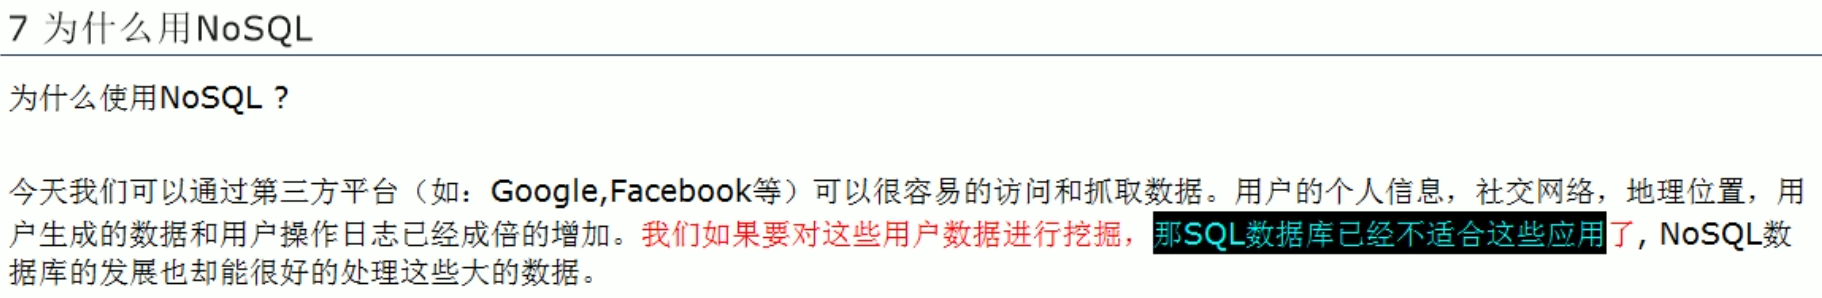 7 为什么用NoSQL
为什么使用NoSQL ?
今天我们可以通过第三方平台（如：Google,Facebook等）可以很容易的访问和抓取数据。用户的个人信息，社交网络，地理位置，用
户生成的数据和用户操作日志已经成倍的增加。我们如果要对这些用户数据进行挖掘，那SQL数据库已经不适合这些应用了, NoSQL数
据库的发展也却能很好的处理这些大的数据。